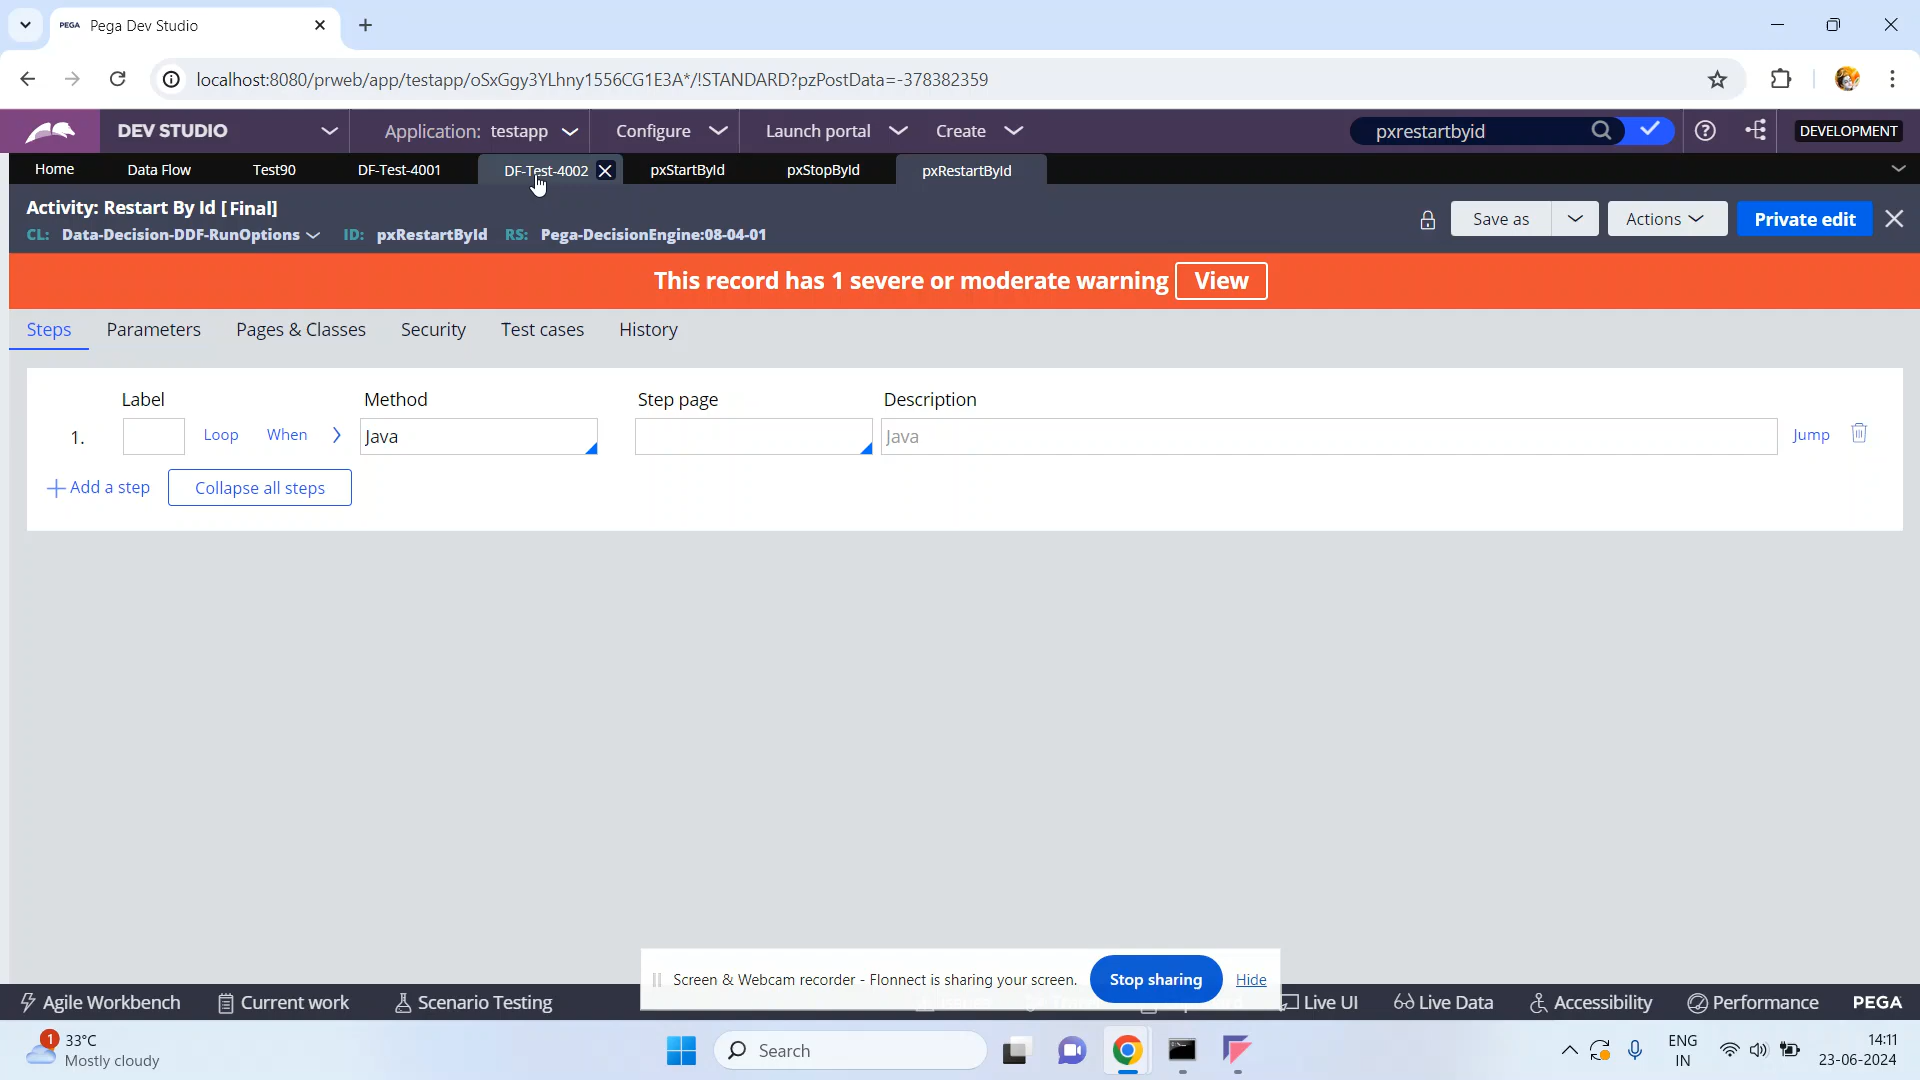 PEGA Pega Dev Studio
localhost:8080/prweb/app/testapp/oSxGgy3YLhny1556CG1E3A*/!STANDARD?pzPostData=-378382359
DEV STUDIO Application: testapp Configure Launch portal Create pxrestartbyid DEVELOPMENT
Home Data Flow Test90 DF-Test-4001 DF-Test-4002 pxStartById pxStopById pxRestartById
Activity: Restart By Id [Final]
CL: Data-Decision-DDF-RunOptions ID: pxRestartById RS: Pega-DecisionEngine:08-04-01
Save as Actions Private edit
This record has 1 severe or moderate warning View
Steps Parameters Pages & Classes Security Test cases History
Label Method Step page Description
1. Loop When Java Java Jump
Add a step Collapse all steps
Screen & Webcam recorder - Flonnect is sharing your screen. Stop sharing Hide
Agile Workbench Current work Scenario Testing Live UI Live Data Accessibility Performance PEGA
1 33°C
Mostly cloudy
Search
ENG
IN
14:11
23-06-2024